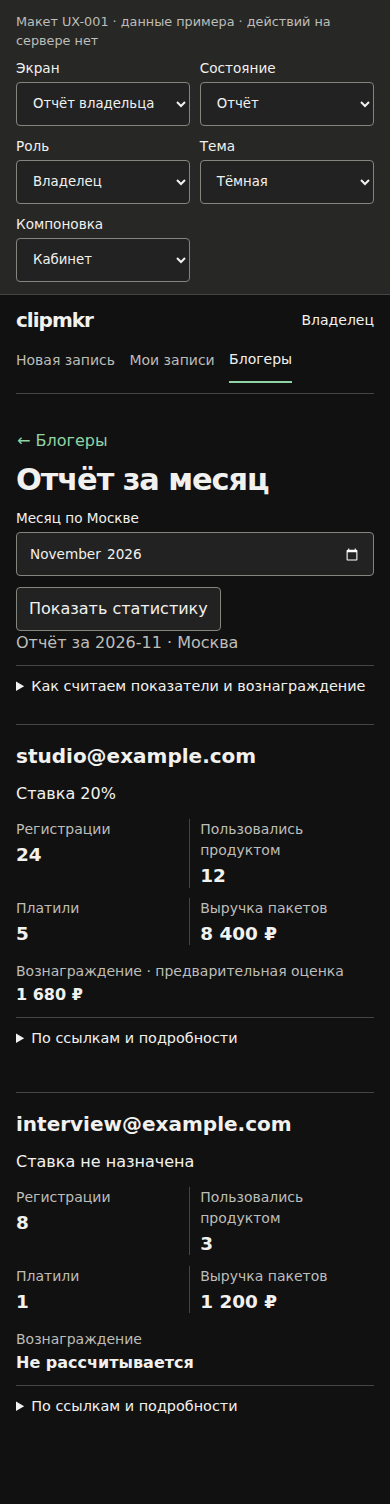 Макет UX-001 · данные примера · действий на
сервере нет
Экран
Состояние
Отчёт владельца
Отчёт
Роль
Тема
Владелец
Тёмная
Компоновка
Кабинет
clipmkr
Владелец
Новая запись
Мои записи
Блогеры
← Блогеры
Отчёт за месяц
Месяц по Москве
November 2026
Показать статистику
Отчёт за 2026-11 · Москва
Как считаем показатели и вознаграждение
studio@example.com
Ставка 20%
Регистрации
24
Пользовались
продуктом
12
Платили
5
Выручка пакетов
8 400 ₽
Вознаграждение · предварительная оценка
1 680 ₽
По ссылкам и подробности
interview@example.com
Ставка не назначена
Регистрации
8
Пользовались
продуктом
3
Платили
1
Выручка пакетов
1 200 ₽
Вознаграждение
Не рассчитывается
По ссылкам и подробности